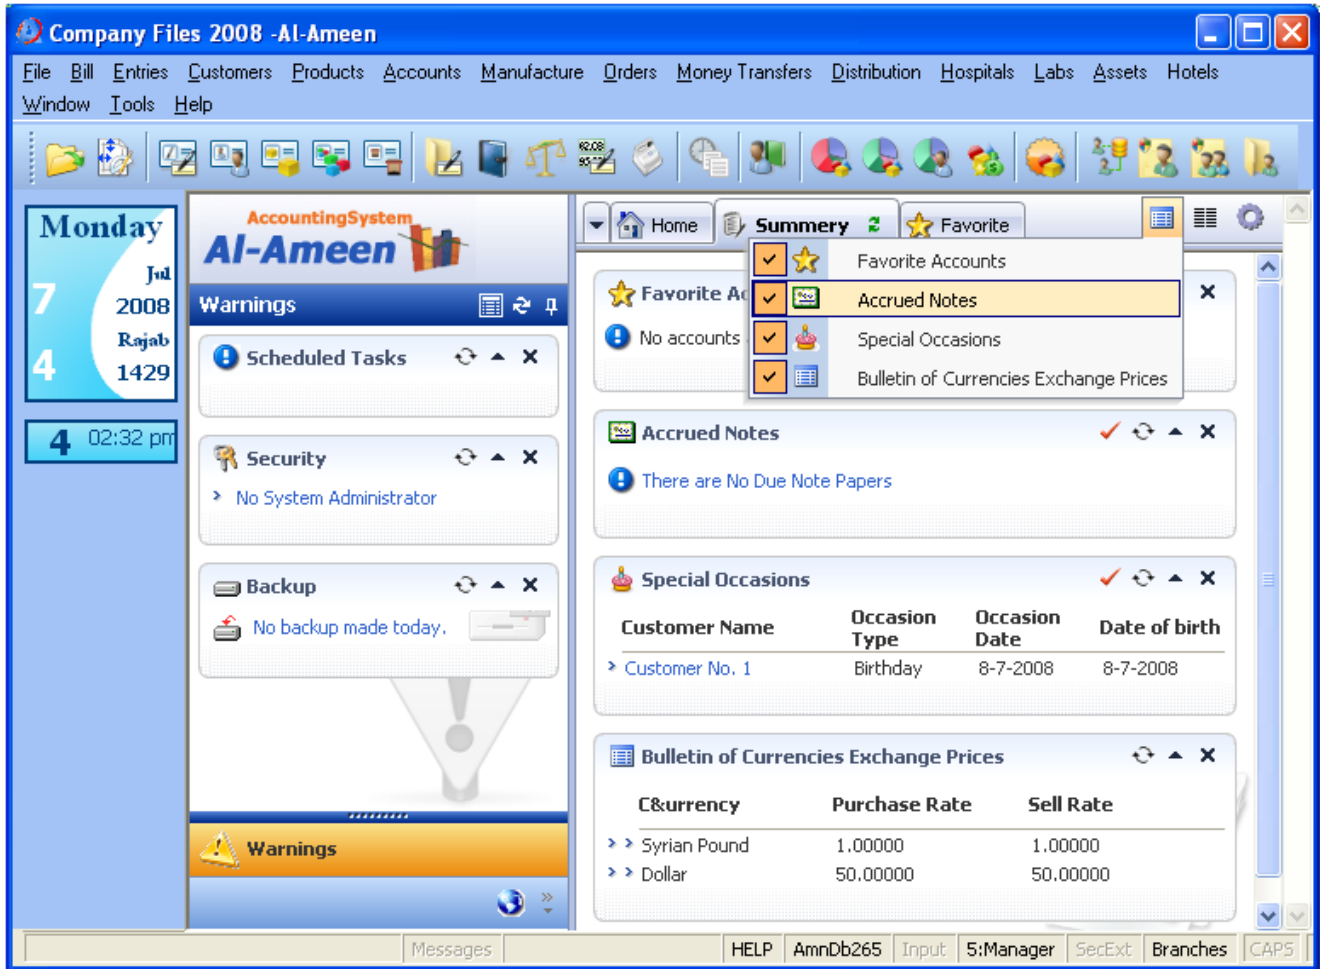 Company Files 2008 -Al-Ameen
File Bill Entries Customers Products Accounts Manufacture Orders Money Transfers Distribution Hospitals Labs Assets Hotels
Window Tools Help
Monday
Jul
7 2008
Rajab
4 1429
4 02:32 pm
AccountingSystem
Al-Ameen
Warnings
Scheduled Tasks
Security
No System Administrator
Backup
No backup made today.
Warnings
Home Summery Favorite
Favorite Accounts
Accrued Notes
Special Occasions
Bulletin of Currencies Exchange Prices
Favorite Ac
No accounts
Accrued Notes
There are No Due Note Papers
Special Occasions
Customer Name Occasion Type Occasion Date Date of birth
Customer No. 1 Birthday 8-7-2008 8-7-2008
Bulletin of Currencies Exchange Prices
C&urrency Purchase Rate Sell Rate
Syrian Pound 1.00000 1.00000
Dollar 50.00000 50.00000
Messages HELP AmnDb265 Input 5:Manager SecExt Branches CAPS